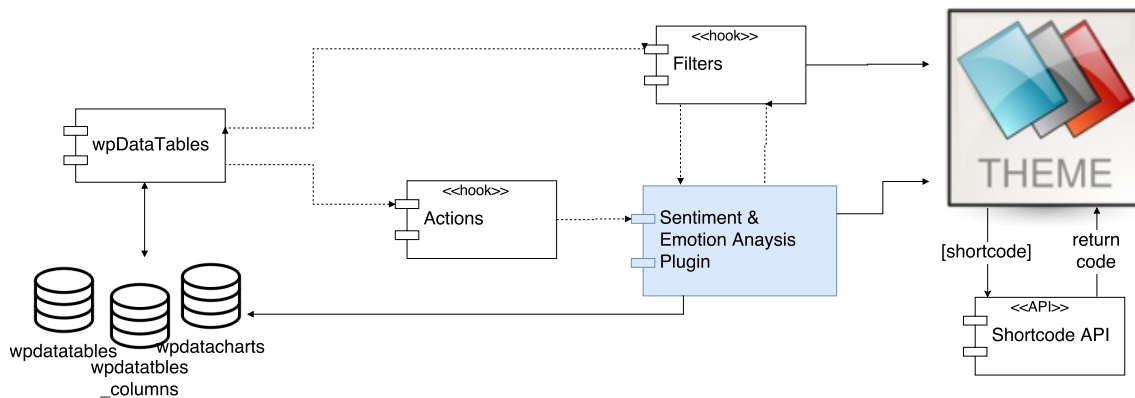 <<hook>>
Filters
THEME
wpDataTables
<<hook>>
Actions
Sentiment &
Emotion Anaysis
Plugin
[shortcode]
return
code
<<API>>
Shortcode API
wpdatatables
wpdatatbles
_columns
wpdatacharts